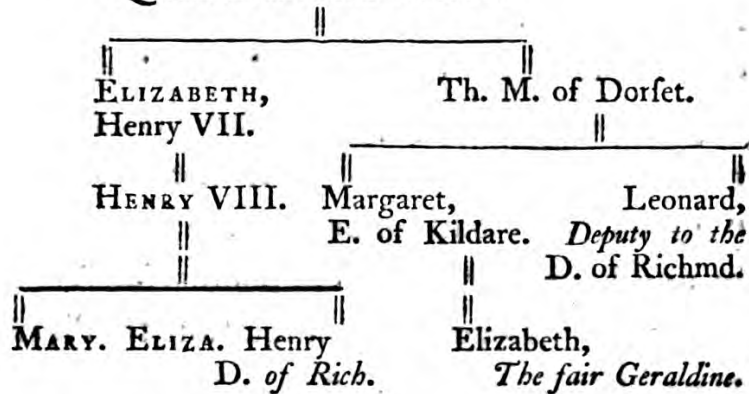 ELIZABETH, Th. M. of Dorſet.
Henry VII.
HENRY VIII. Margaret, Leonard,
E. of Kildare. Deputy to the
D. of Richmd.
MARY. ELIZA. Henry Elizabeth,
D. of Rich. The fair Geraldine.